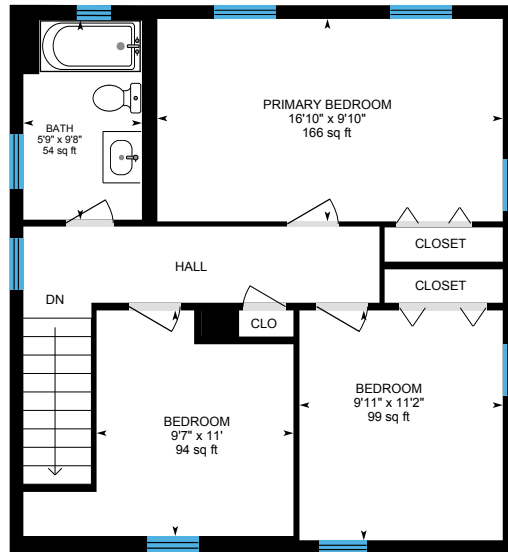 PRIMARY BEDROOM
16'10" x 9'10"
166 sq ft
BATH
5'9" x 9'8"
54 sq ft
CLOSET
HALL
CLOSET
DN
CLO
BEDROOM
9'11" x 11'2"
99 sq ft
BEDROOM
9'7" x 11'
94 sq ft